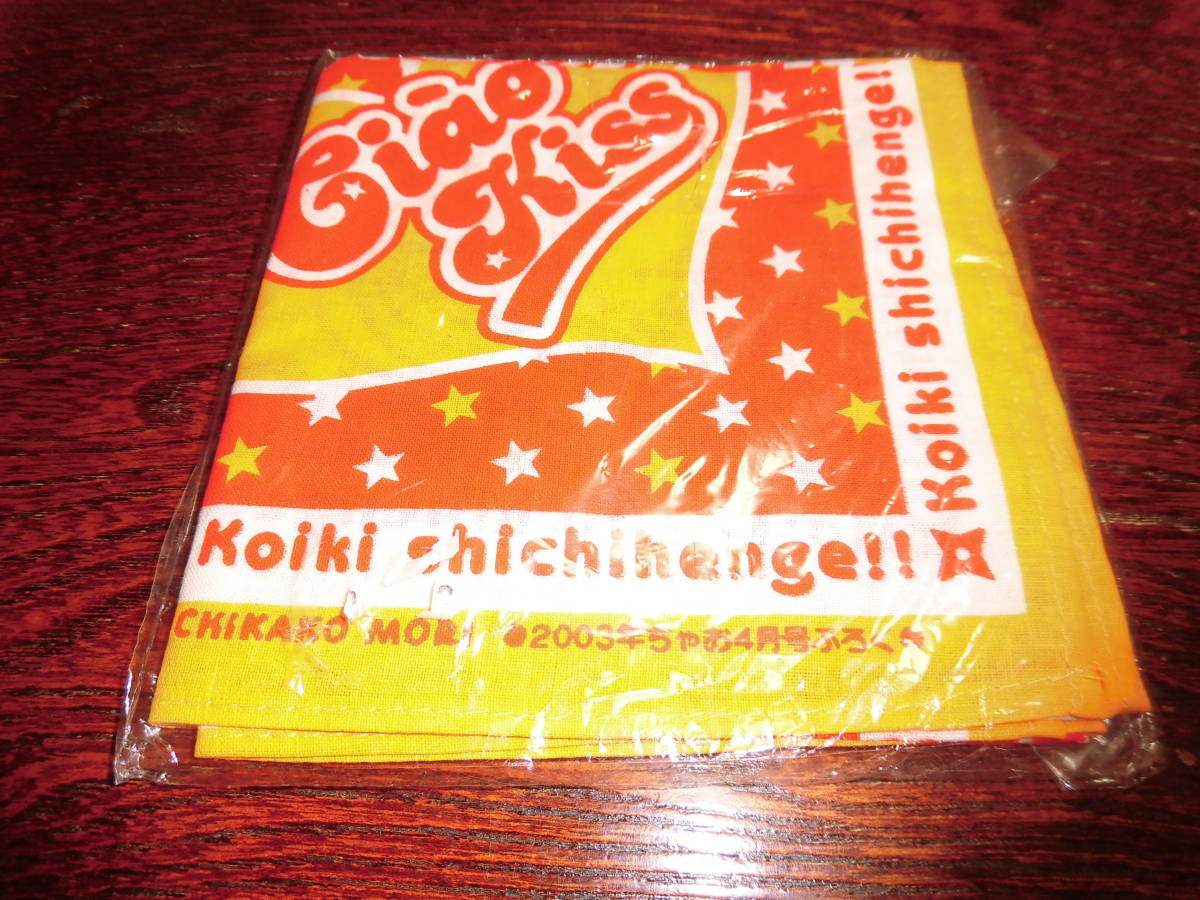 Ciao
Kiss
Koiki shichihenge!!
Koiki shichihenge!!
CHIKAKO MORI ●2003年ちゃお4月号ふろく